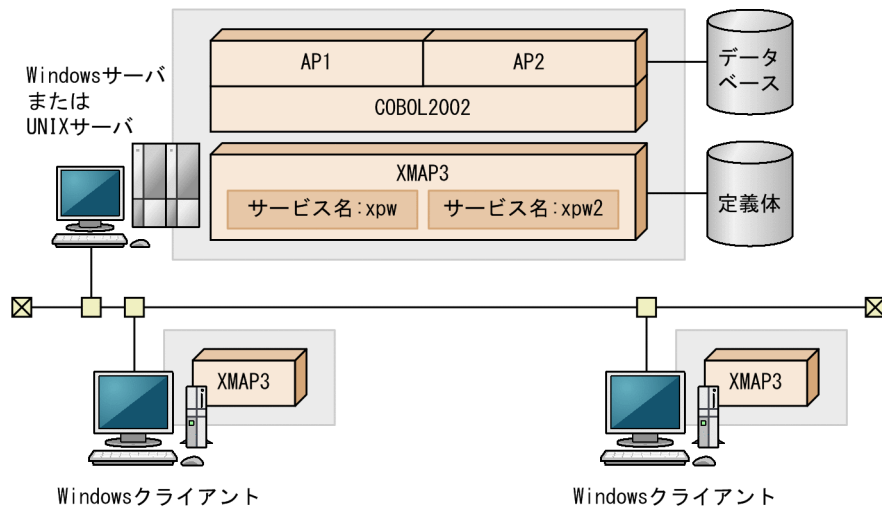 Windowsサーバ
または
UNIXサーバ
AP1
AP2
COBOL2002
データ
ベース
XMAP3
サービス名:xpw
サービス名:xpw2
定義体
XMAP3
XMAP3
Windowsクライアント
Windowsクライアント